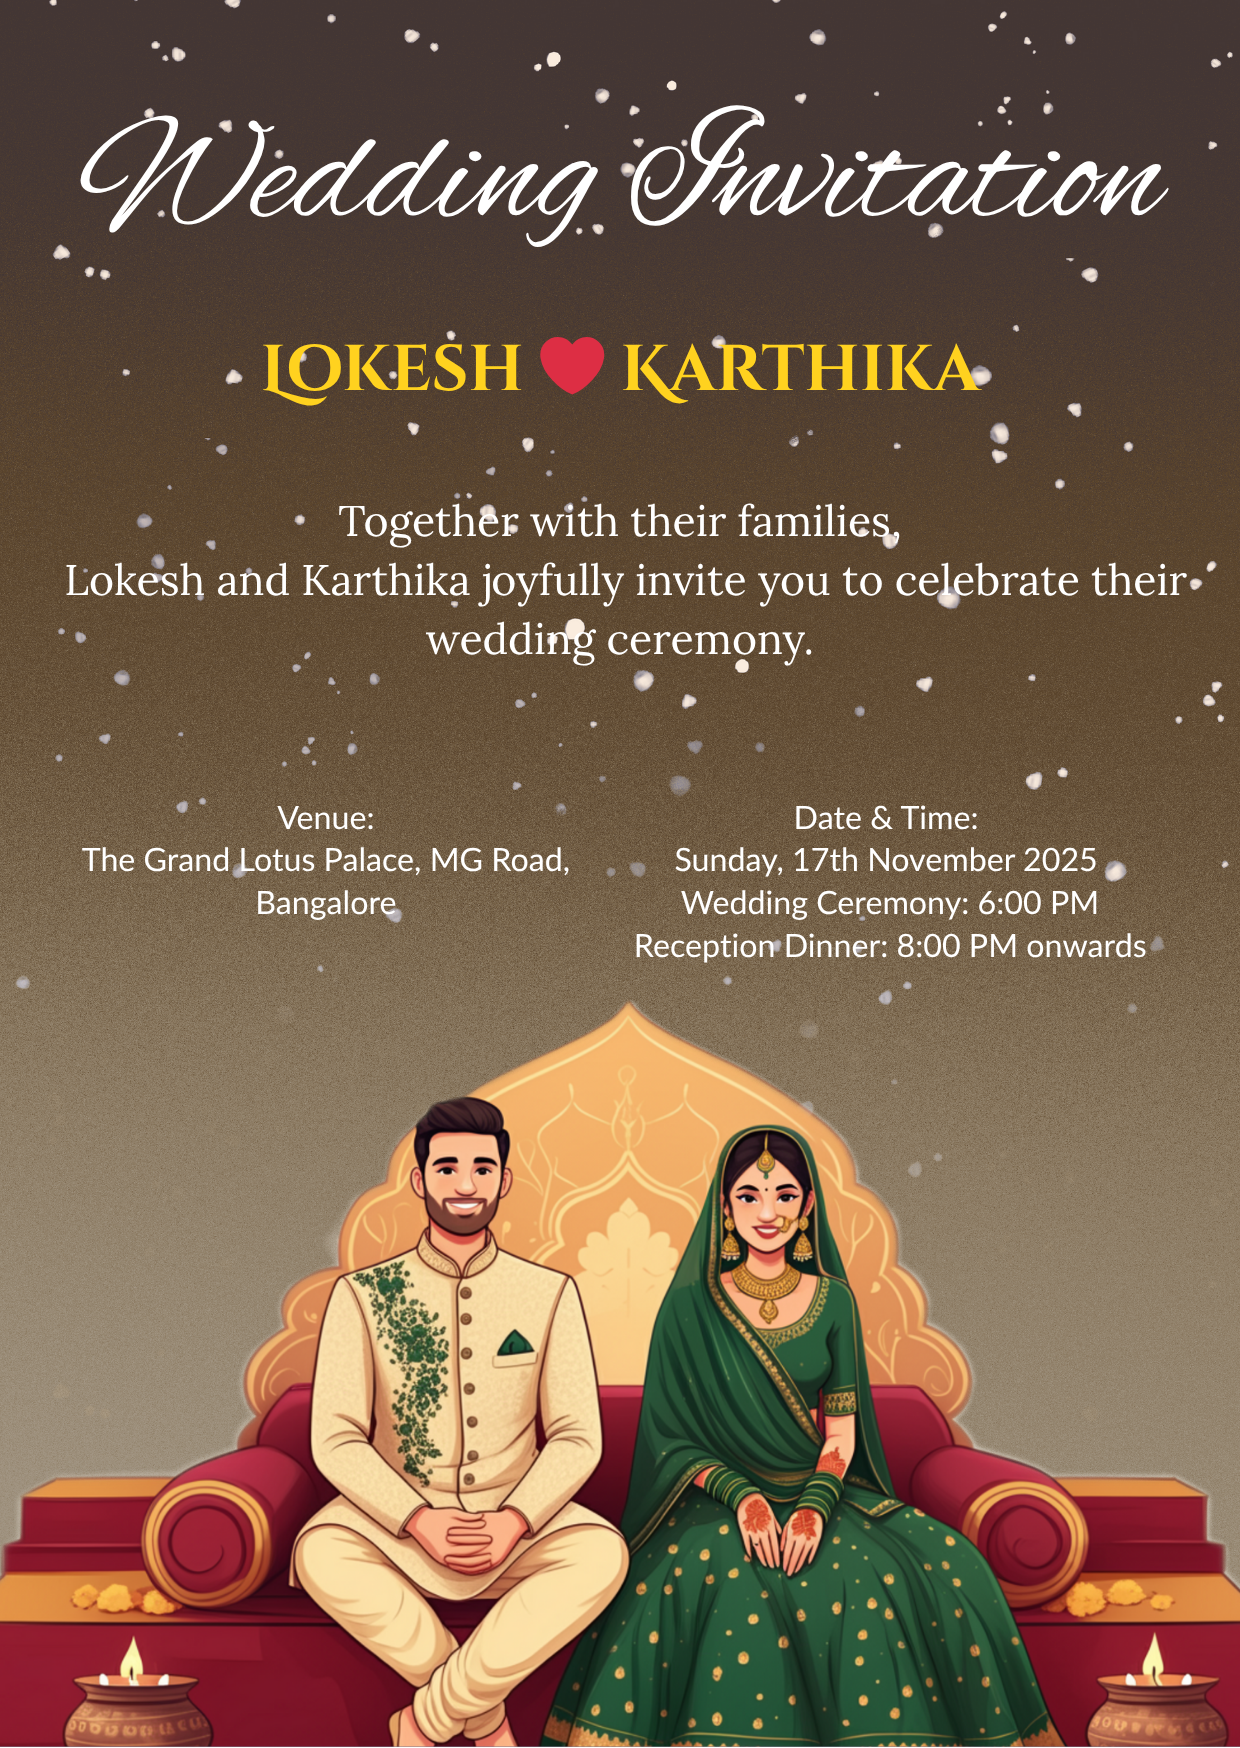 Wedding Invitation
LOKESH ❤ KARTHIKA
Together with their families,
Lokesh and Karthika joyfully invite you to celebrate their
wedding ceremony.
Venue:
The Grand Lotus Palace, MG Road,
Bangalore
Date & Time:
Sunday, 17th November 2025
Wedding Ceremony: 6:00 PM
Reception Dinner: 8:00 PM onwards